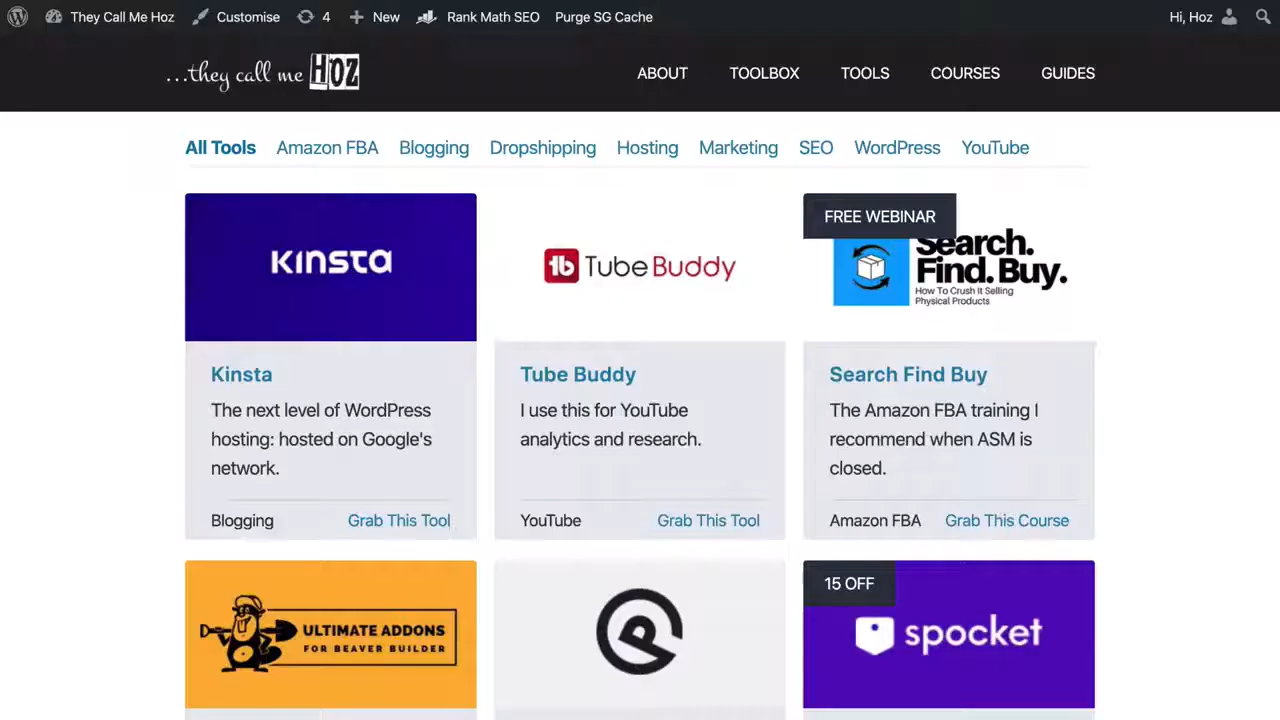 They Call Me Hoz Customise 4 New Rank Math SEO Purge SG Cache Hi, Hoz
...they call me HOZ ABOUT TOOLBOX TOOLS COURSES GUIDES
All Tools Amazon FBA Blogging Dropshipping Hosting Marketing SEO WordPress YouTube
KINSTA
tb TubeBuddy
FREE WEBINAR
Search.
Find. Buy.
How To Crush It Selling
Physical Products
Kinsta
The next level of WordPress
hosting: hosted on Google's
network.
Blogging Grab This Tool
Tube Buddy
I use this for YouTube
analytics and research.
YouTube Grab This Tool
Search Find Buy
The Amazon FBA training I
recommend when ASM is
closed.
Amazon FBA Grab This Course
ULTIMATE ADDONS
FOR BEAVER BUILDER
P
15 OFF
spocket